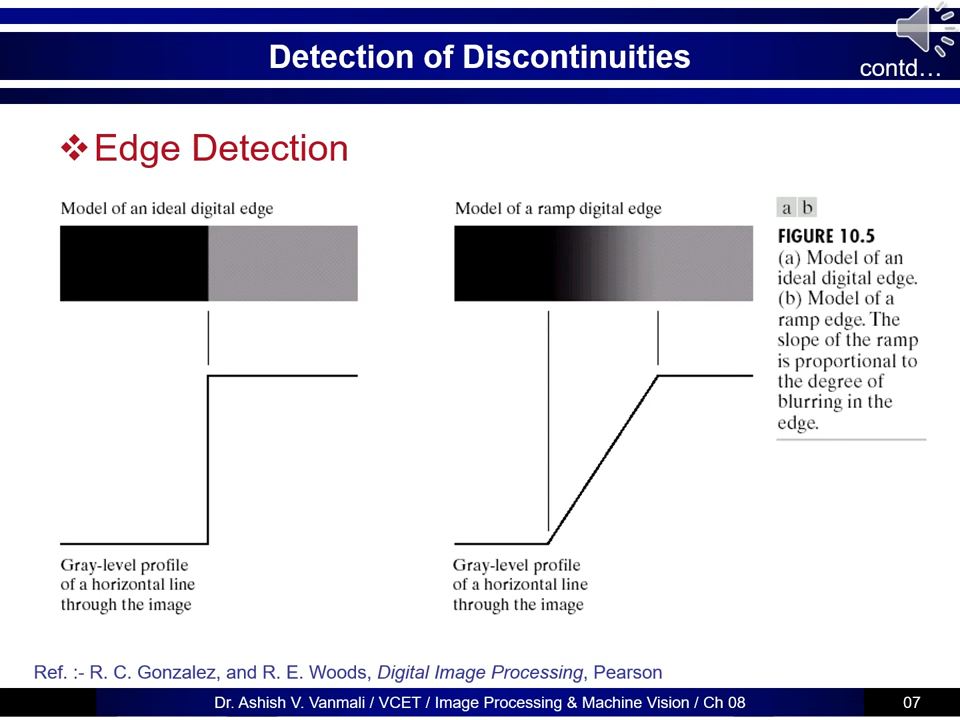 Detection of Discontinuities
contd…
❖Edge Detection
Model of an ideal digital edge
Gray-level profile
of a horizontal line
through the image
Model of a ramp digital edge
Gray-level profile
of a horizontal line
through the image
a b
FIGURE 10.5
(a) Model of an
ideal digital edge.
(b) Model of a
ramp edge. The
slope of the ramp
is proportional to
the degree of
blurring in the
edge.
Ref. :- R. C. Gonzalez, and R. E. Woods, Digital Image Processing, Pearson
Dr. Ashish V. Vanmali / VCET / Image Processing & Machine Vision / Ch 08
07